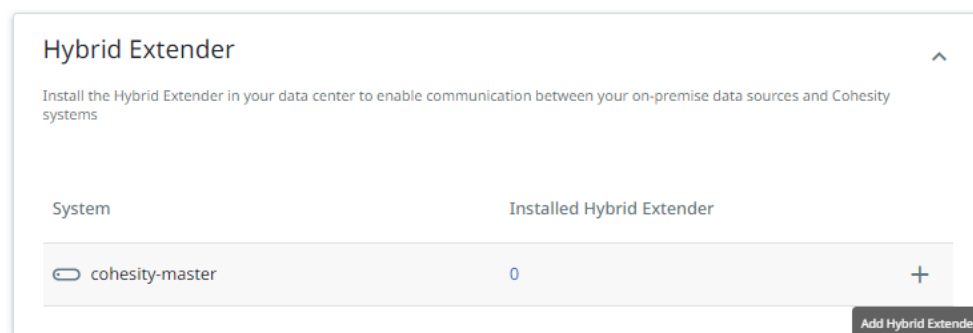 Hybrid Extender
Install the Hybrid Extender in your data center to enable communication between your on-premise data sources and Cohesity
systems
System Installed Hybrid Extender
cohesity-master 0
Add Hybrid Extende